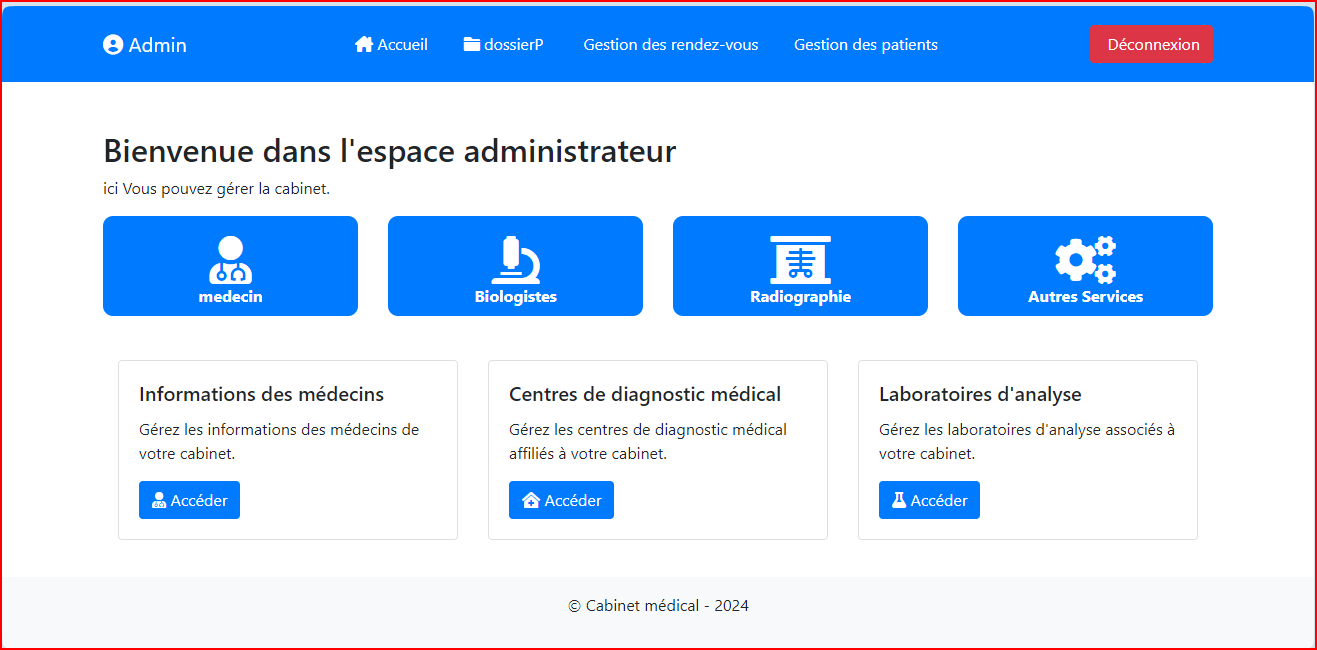 Admin
Accueil
dossierP
Gestion des rendez-vous
Gestion des patients
Déconnexion
Bienvenue dans l'espace administrateur
ici Vous pouvez gérer la cabinet.
medecin
Biologistes
Radiographie
Autres Services
Informations des médecins
Gérez les informations des médecins de
votre cabinet.
Accéder
Centres de diagnostic médical
Gérez les centres de diagnostic médical
affiliés à votre cabinet.
Accéder
Laboratoires d'analyse
Gérez les laboratoires d'analyse associés à
votre cabinet.
Accéder
© Cabinet médical - 2024